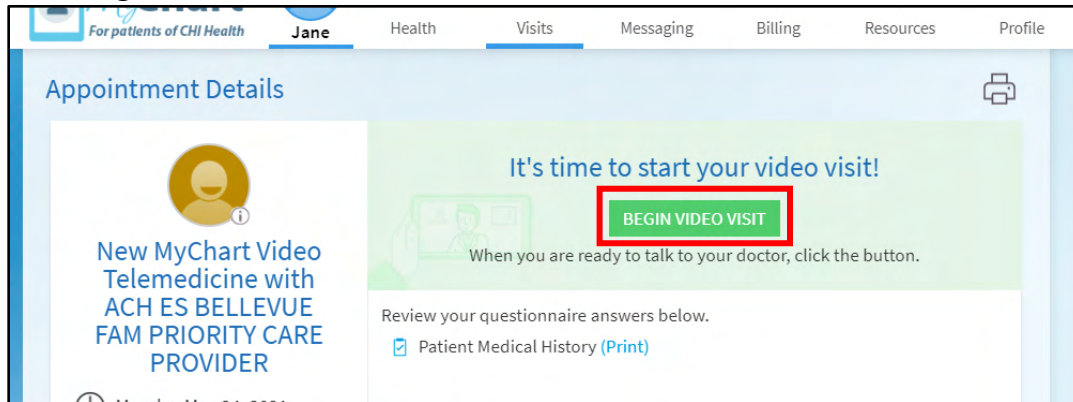 For patients of CHI Health
Jane
Health
Visits
Messaging
Billing
Resources
Profile
Appointment Details
New MyChart Video
Telemedicine with
ACH ES BELLEVUE
FAM PRIORITY CARE
PROVIDER
It's time to start your video visit!
BEGIN VIDEO VISIT
When you are ready to talk to your doctor, click the button.
Review your questionnaire answers below.
Patient Medical History (Print)